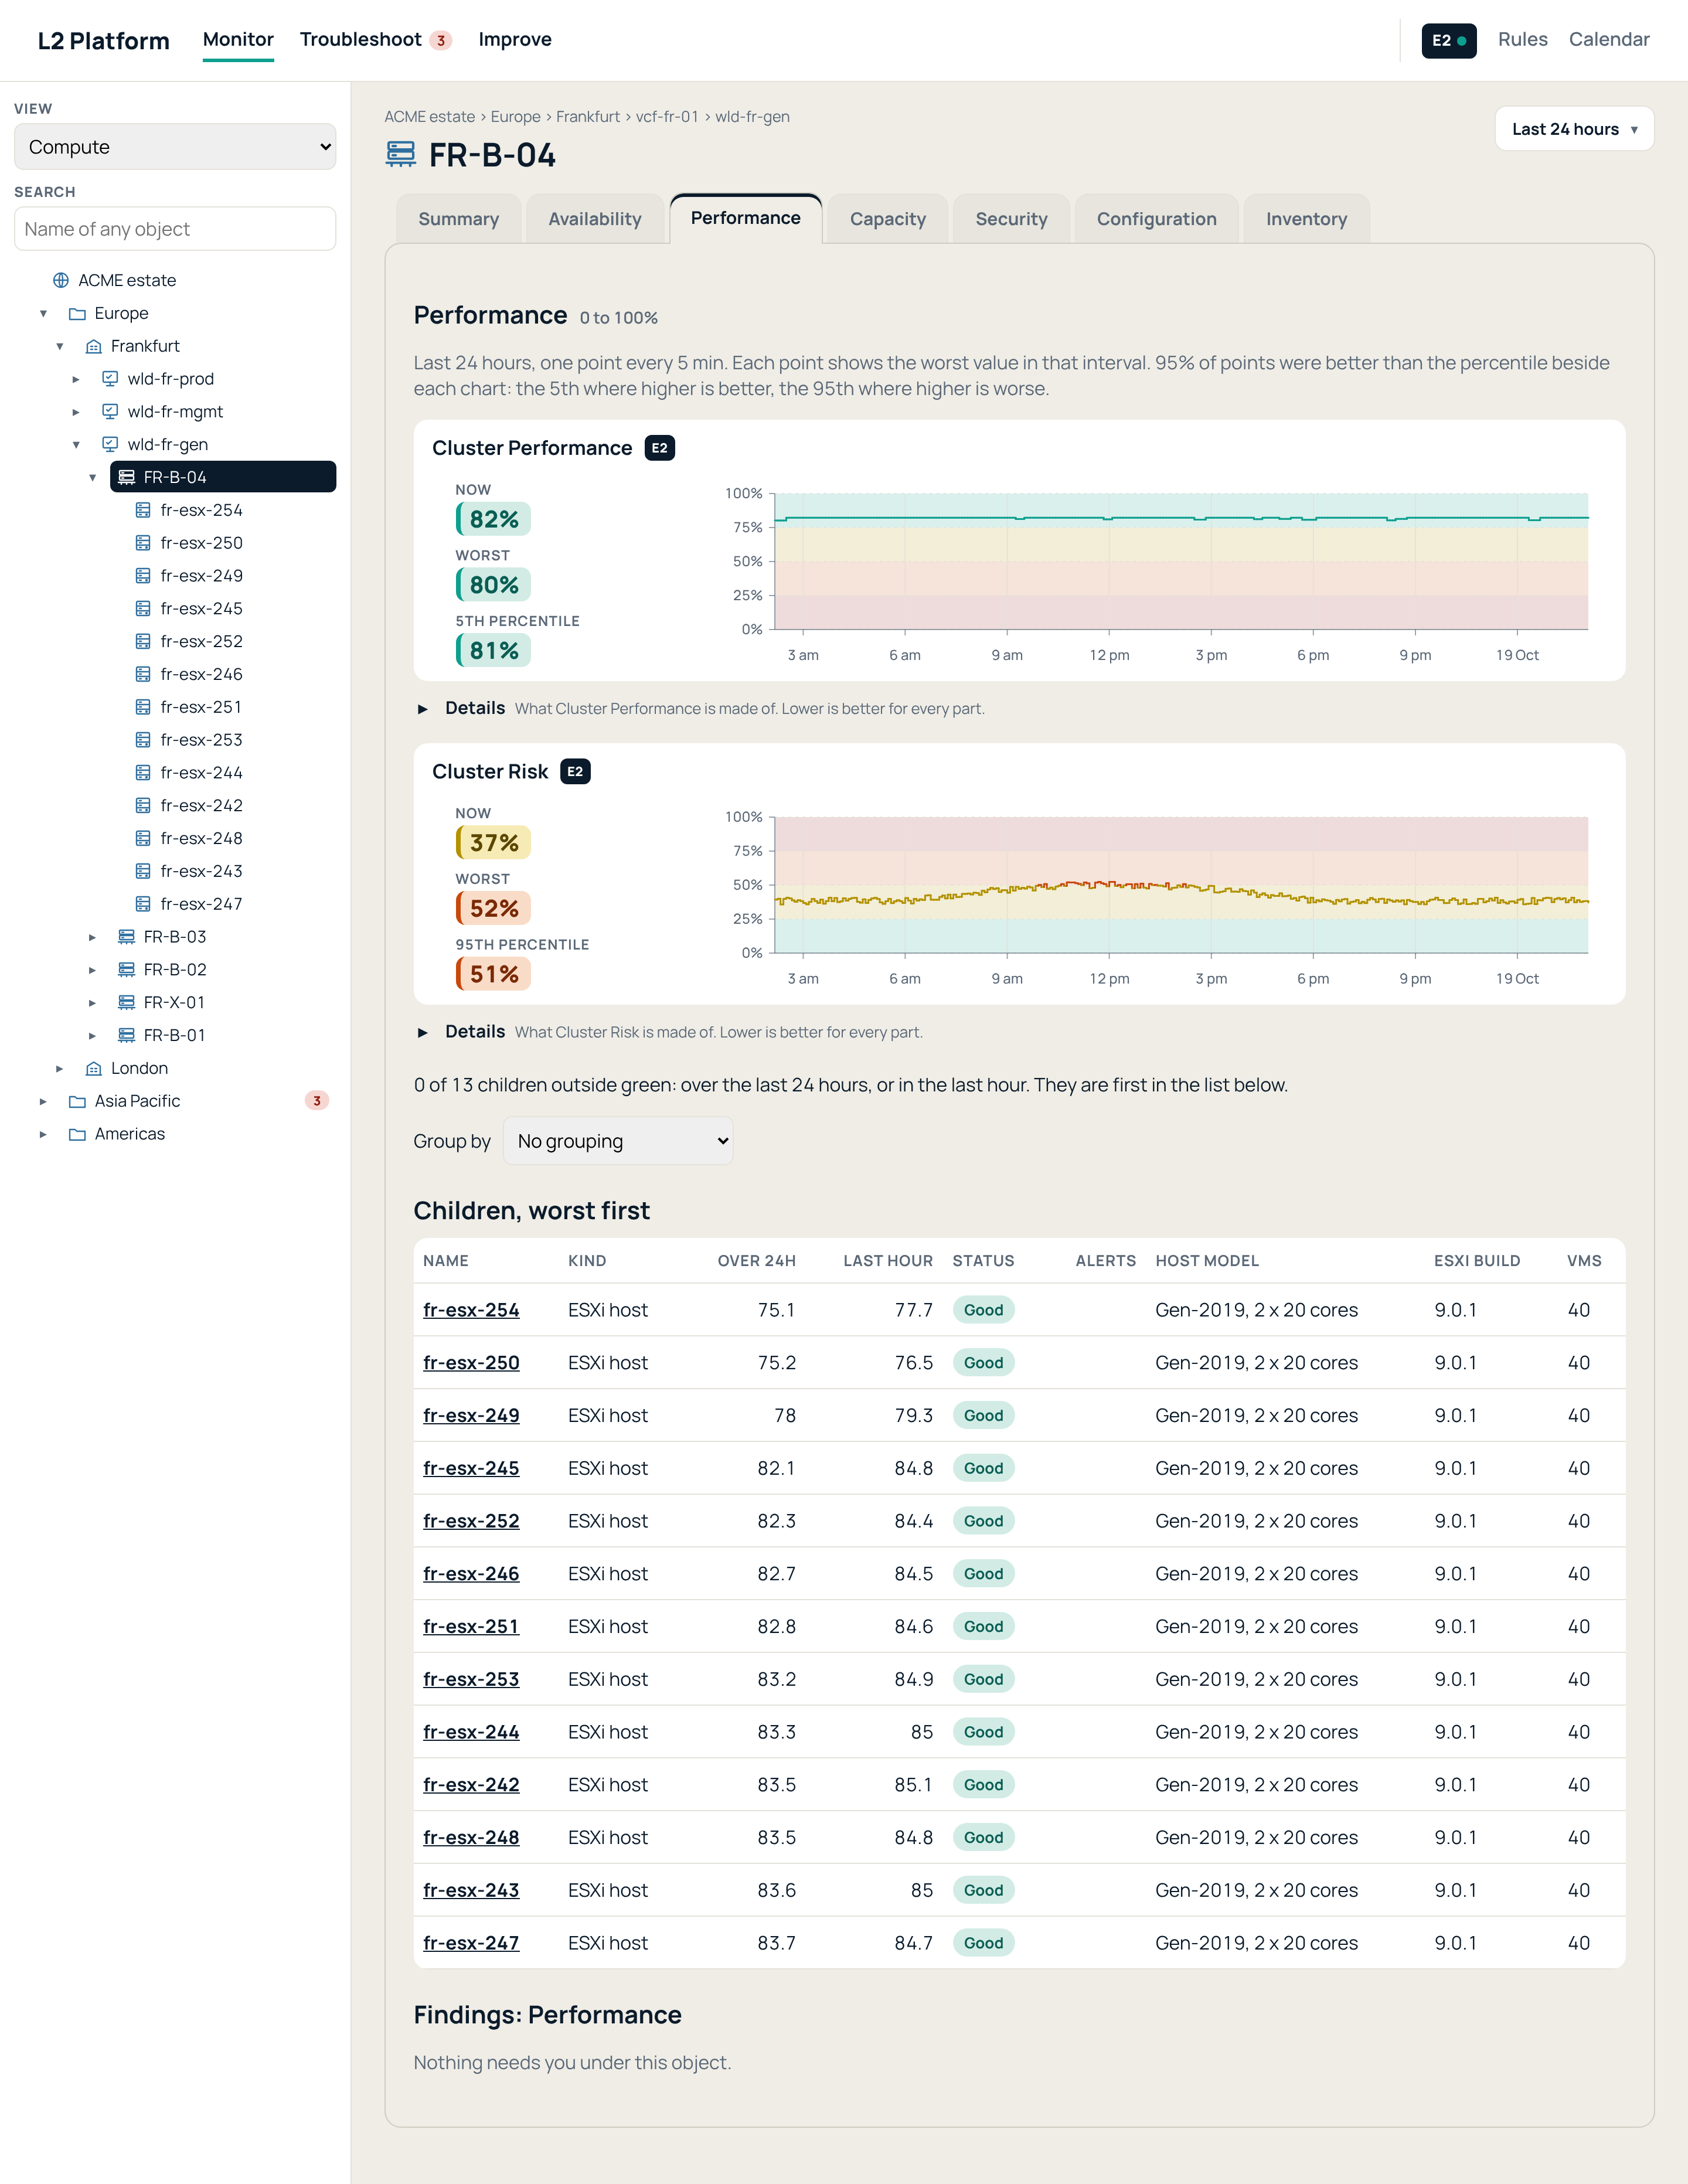 L2 Platform Monitor Troubleshoot 3 Improve E2 Rules Calendar
VIEW
Compute
SEARCH
Name of any object
ACME estate
Europe
Frankfurt
wld-fr-prod
wld-fr-mgmt
wld-fr-gen
FR-B-04
fr-esx-254
fr-esx-250
fr-esx-249
fr-esx-245
fr-esx-252
fr-esx-246
fr-esx-251
fr-esx-253
fr-esx-244
fr-esx-242
fr-esx-248
fr-esx-243
fr-esx-247
FR-B-03
FR-B-02
FR-X-01
FR-B-01
London
Asia Pacific 3
Americas
ACME estate › Europe › Frankfurt › vcf-fr-01 › wld-fr-gen
FR-B-04
Last 24 hours
Summary Availability Performance Capacity Security Configuration Inventory
Performance 0 to 100%
Last 24 hours, one point every 5 min. Each point shows the worst value in that interval. 95% of points were better than the percentile beside
each chart: the 5th where higher is better, the 95th where higher is worse.
Cluster Performance E2
NOW
82%
WORST
80%
5TH PERCENTILE
81%
100%
75%
50%
25%
0%
3 am 6 am 9 am 12 pm 3 pm 6 pm 9 pm 19 Oct
Details What Cluster Performance is made of. Lower is better for every part.
Cluster Risk E2
NOW
37%
WORST
52%
95TH PERCENTILE
51%
100%
75%
50%
25%
0%
3 am 6 am 9 am 12 pm 3 pm 6 pm 9 pm 19 Oct
Details What Cluster Risk is made of. Lower is better for every part.
0 of 13 children outside green: over the last 24 hours, or in the last hour. They are first in the list below.
Group by No grouping
Children, worst first
NAME KIND OVER 24H LAST HOUR STATUS ALERTS HOST MODEL ESXI BUILD VMS
fr-esx-254 ESXi host 75.1 77.7 Good Gen-2019, 2 x 20 cores 9.0.1 40
fr-esx-250 ESXi host 75.2 76.5 Good Gen-2019, 2 x 20 cores 9.0.1 40
fr-esx-249 ESXi host 78 79.3 Good Gen-2019, 2 x 20 cores 9.0.1 40
fr-esx-245 ESXi host 82.1 84.8 Good Gen-2019, 2 x 20 cores 9.0.1 40
fr-esx-252 ESXi host 82.3 84.4 Good Gen-2019, 2 x 20 cores 9.0.1 40
fr-esx-246 ESXi host 82.7 84.5 Good Gen-2019, 2 x 20 cores 9.0.1 40
fr-esx-251 ESXi host 82.8 84.6 Good Gen-2019, 2 x 20 cores 9.0.1 40
fr-esx-253 ESXi host 83.2 84.9 Good Gen-2019, 2 x 20 cores 9.0.1 40
fr-esx-244 ESXi host 83.3 85 Good Gen-2019, 2 x 20 cores 9.0.1 40
fr-esx-242 ESXi host 83.5 85.1 Good Gen-2019, 2 x 20 cores 9.0.1 40
fr-esx-248 ESXi host 83.5 84.8 Good Gen-2019, 2 x 20 cores 9.0.1 40
fr-esx-243 ESXi host 83.6 85 Good Gen-2019, 2 x 20 cores 9.0.1 40
fr-esx-247 ESXi host 83.7 84.7 Good Gen-2019, 2 x 20 cores 9.0.1 40
Findings: Performance
Nothing needs you under this object.